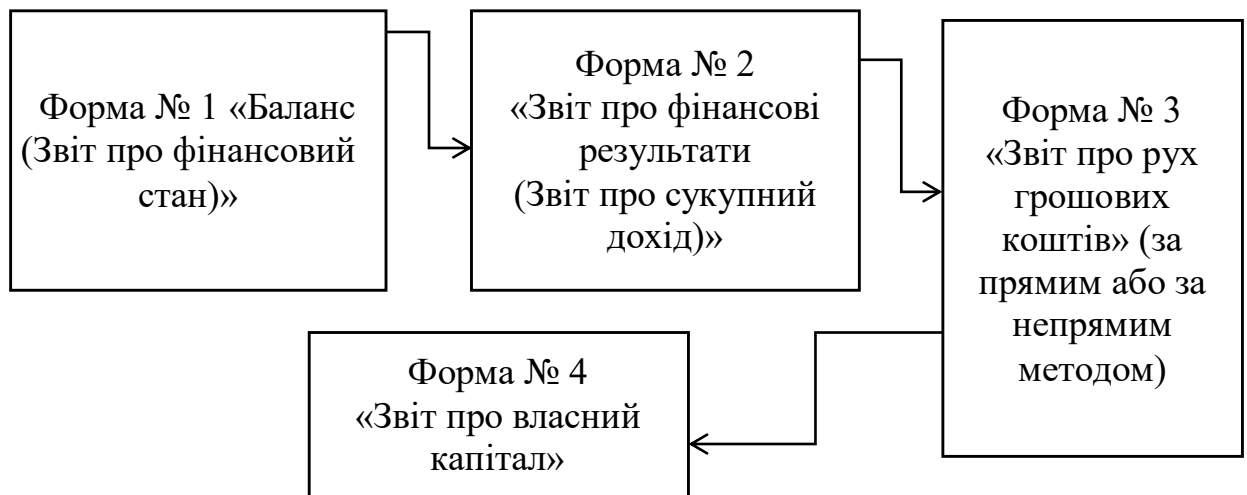 Форма № 1 «Баланс
(Звіт про фінансовий
стан)»
Форма № 2
«Звіт про фінансові
результати
(Звіт про сукупний
дохід)»
Форма № 3
«Звіт про рух
грошових
коштів» (за
прямим або за
непрямим
методом)
Форма № 4
«Звіт про власний
капітал»